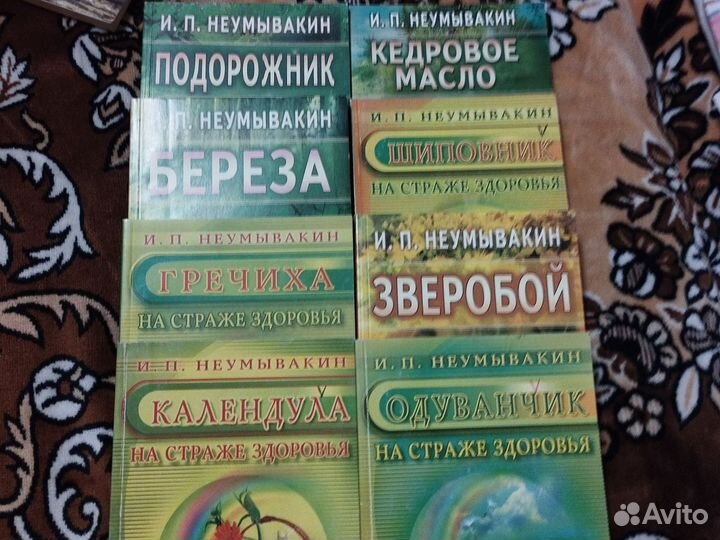 И. П. НЕУМЫВАКИН
ПОДОРОЖНИК
И. П. НЕУМЫВАКИН
КЕДРОВОЕ
МАСЛО
И. П. НЕУМЫВАКИН
БЕРЕЗА
И. П. НЕУМЫВАКИН
ШИПОВНИК
НА СТРАЖЕ ЗДОРОВЬЯ
И. П. НЕУМЫВАКИН
ГРЕЧИХА
НА СТРАЖЕ ЗДОРОВЬЯ
И. П. НЕУМЫВАКИН
ЗВЕРОБОЙ
И. П. НЕУМЫВАКИН
КАЛЕНДУЛА
НА СТРАЖЕ ЗДОРОВЬЯ
И. П. НЕУМЫВАКИН
ОДУВАНЧИК
НА СТРАЖЕ ЗДОРОВЬЯ
Avito